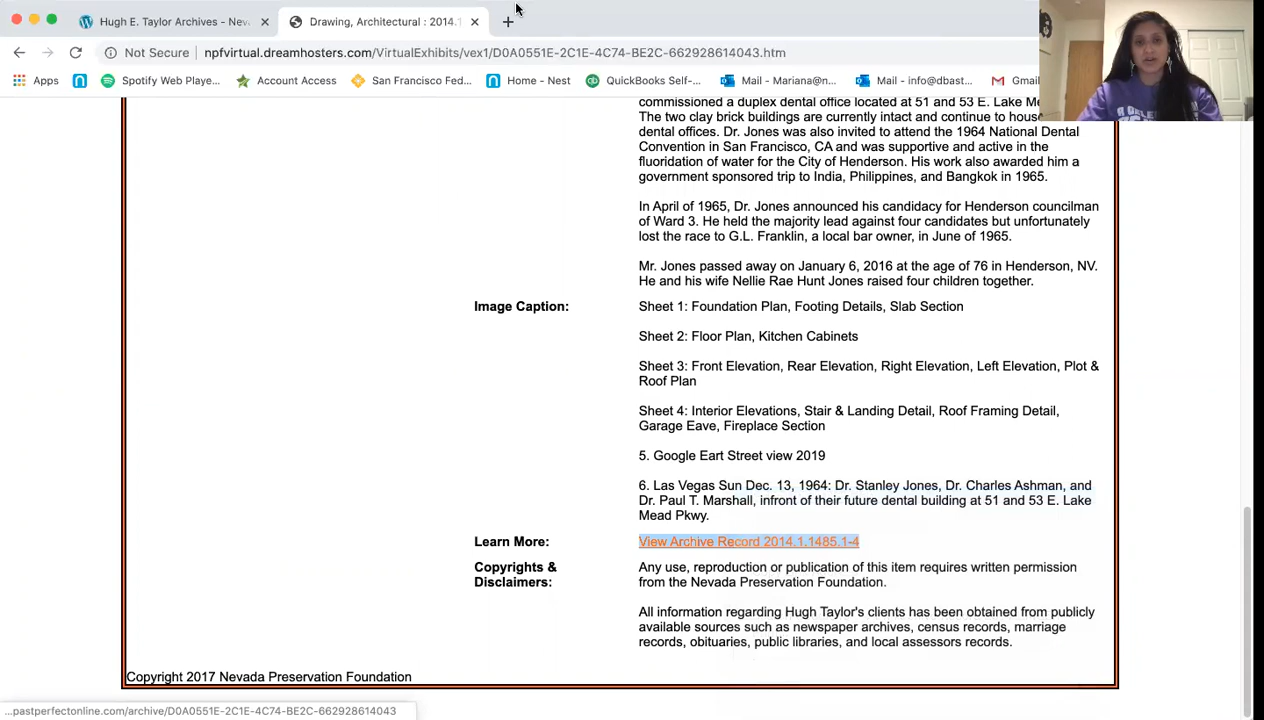 Hugh E. Taylor Archives - Nev
Drawing, Architectural : 2014.1
Not Secure
npfvirtual.dreamhosters.com/VirtualExhibits/vex1/D0A0551E-2C1E-4C74-BE2C-662928614043.htm
Apps
Spotify Web Playe...
Account Access
San Francisco Fed...
Home - Nest
QuickBooks Self-...
Mail - Mariana@n...
Mail - info@dbast...
Gmai
commissioned a duplex dental office located at 51 and 53 E. Lake Me
The two clay brick buildings are currently intact and continue to hous
dental offices. Dr. Jones was also invited to attend the 1964 National Dental
Convention in San Francisco, CA and was supportive and active in the
fluoridation of water for the City of Henderson. His work also awarded him a
government sponsored trip to India, Philippines, and Bangkok in 1965.
In April of 1965, Dr. Jones announced his candidacy for Henderson councilman
of Ward 3. He held the majority lead against four candidates but unfortunately
lost the race to G.L. Franklin, a local bar owner, in June of 1965.
Mr. Jones passed away on January 6, 2016 at the age of 76 in Henderson, NV.
He and his wife Nellie Rae Hunt Jones raised four children together.
Image Caption:
Sheet 1: Foundation Plan, Footing Details, Slab Section
Sheet 2: Floor Plan, Kitchen Cabinets
Sheet 3: Front Elevation, Rear Elevation, Right Elevation, Left Elevation, Plot &
Roof Plan
Sheet 4: Interior Elevations, Stair & Landing Detail, Roof Framing Detail,
Garage Eave, Fireplace Section
5. Google Eart Street view 2019
6. Las Vegas Sun Dec. 13, 1964: Dr. Stanley Jones, Dr. Charles Ashman, and
Dr. Paul T. Marshall, infront of their future dental building at 51 and 53 E. Lake
Mead Pkwy.
Learn More:
View Archive Record 2014.1.1485.1-4
Copyrights &
Disclaimers:
Any use, reproduction or publication of this item requires written permission
from the Nevada Preservation Foundation.
All information regarding Hugh Taylor's clients has been obtained from publicly
available sources such as newspaper archives, census records, marriage
records, obituaries, public libraries, and local assessors records.
Copyright 2017 Nevada Preservation Foundation
...pastperfectonline.com/archive/D0A0551E-2C1E-4C74-BE2C-662928614043